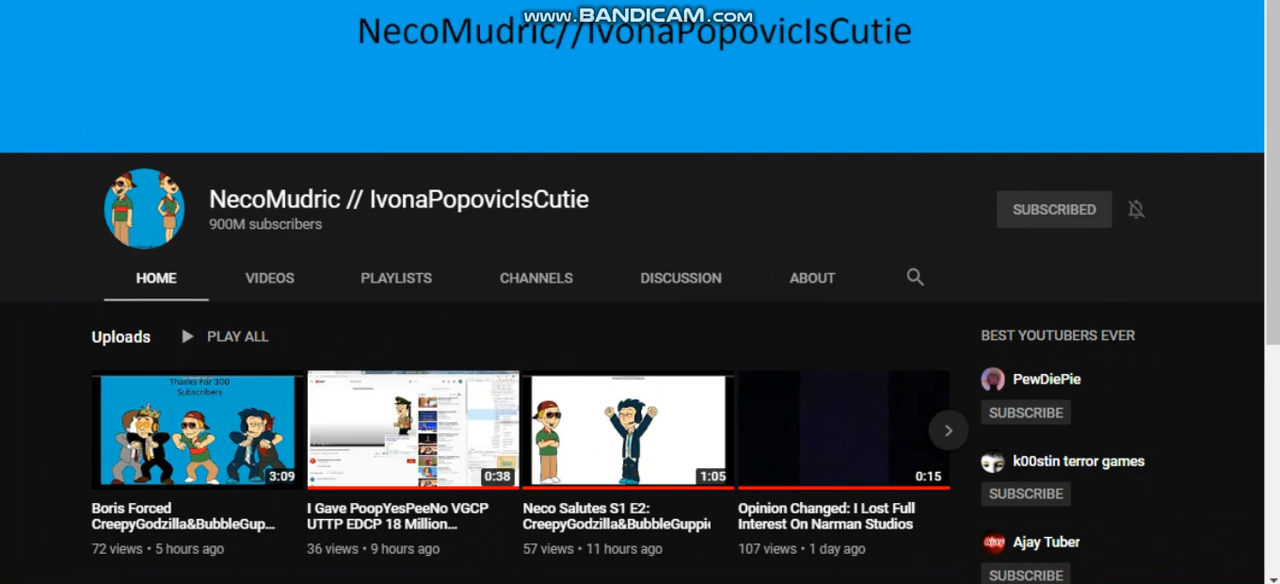 www.BANDICAM.com
NecoMudric//IvonaPopovicIsCutie
NecoMudric // IvonaPopovicIsCutie
900M subscribers
SUBSCRIBED
HOME VIDEOS PLAYLISTS CHANNELS DISCUSSION ABOUT
Uploads PLAY ALL
BEST YOUTUBERS EVER
Thanks For 300
Subscribers
3:09
0:38
1:05
0:15
Boris Forced
CreepyGodzilla&BubbleGup...
72 views • 5 hours ago
I Gave PoopYesPeeNo VGCP
UTTP EDCP 18 Million...
36 views • 9 hours ago
Neco Salutes S1 E2:
CreepyGodzilla&BubbleGuppi
57 views • 11 hours ago
Opinion Changed: I Lost Full
Interest On Narman Studios
107 views • 1 day ago
PewDiePie
SUBSCRIBE
k00stin terror games
SUBSCRIBE
Ajay Tuber
SUBSCRIBE